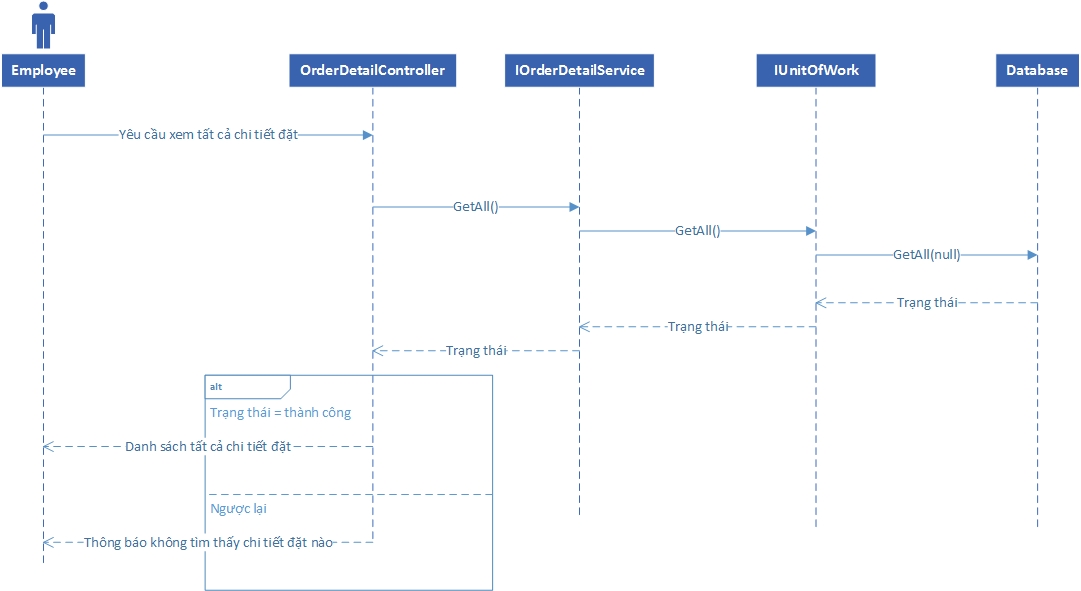 Employee
OrderDetailController
IOrderDetailService
IUnitOfWork
Database
Yêu cầu xem tất cả chi tiết đặt
GetAll()
GetAll()
GetAll(null)
Trạng thái
Trạng thái
Trạng thái
alt
Trạng thái = thành công
Danh sách tất cả chi tiết đặt
Ngược lại
Thông báo không tìm thấy chi tiết đặt nào